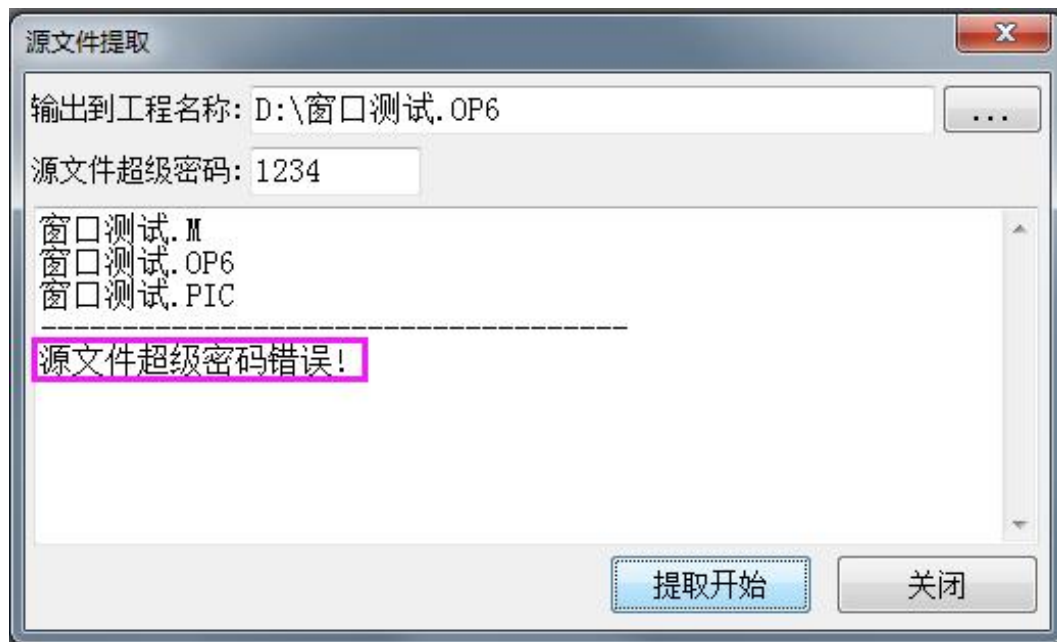 源文件提取
输出到工程名称: D:\窗口测试.OP6 ...
源文件超级密码: 1234
窗口测试.M
窗口测试.OP6
窗口测试.PIC
------------------------------------
源文件超级密码错误!
提取开始 关闭